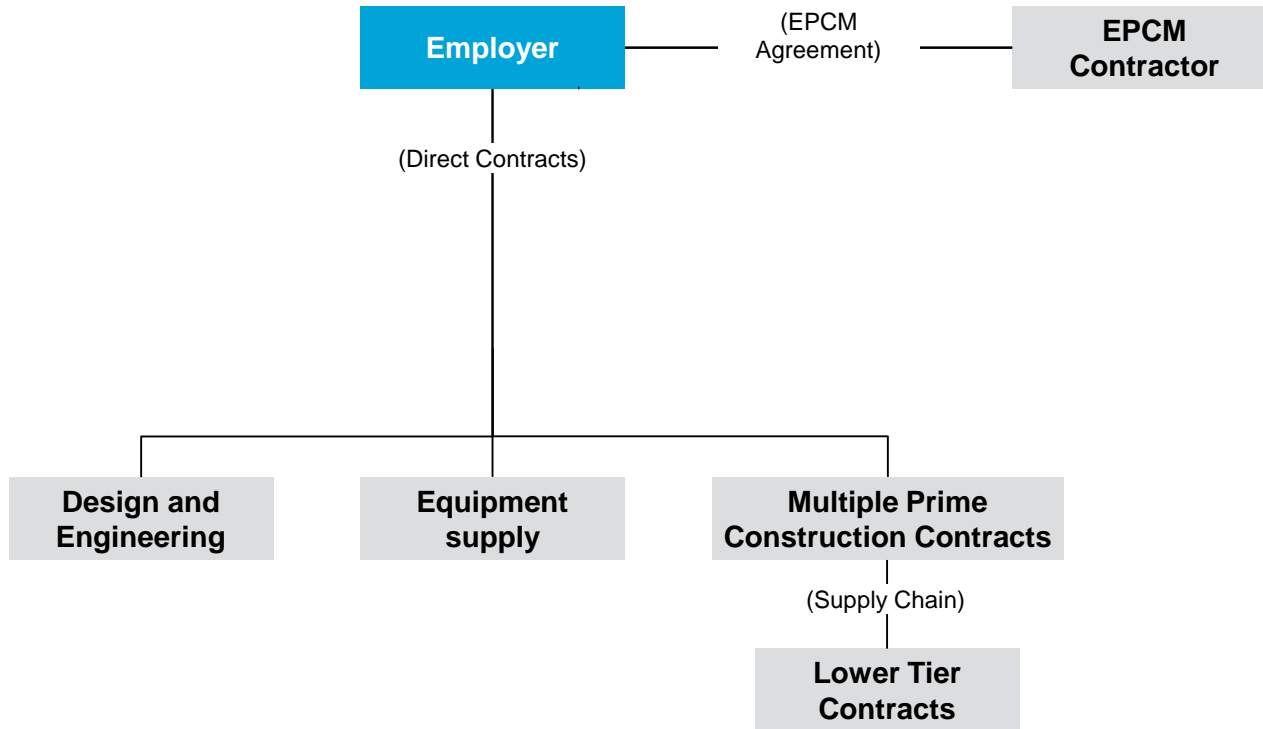 Employer
(EPCM
Agreement)
EPCM
Contractor
(Direct Contracts)
Design and
Engineering
Equipment
supply
Multiple Prime
Construction Contracts
(Supply Chain)
Lower Tier
Contracts